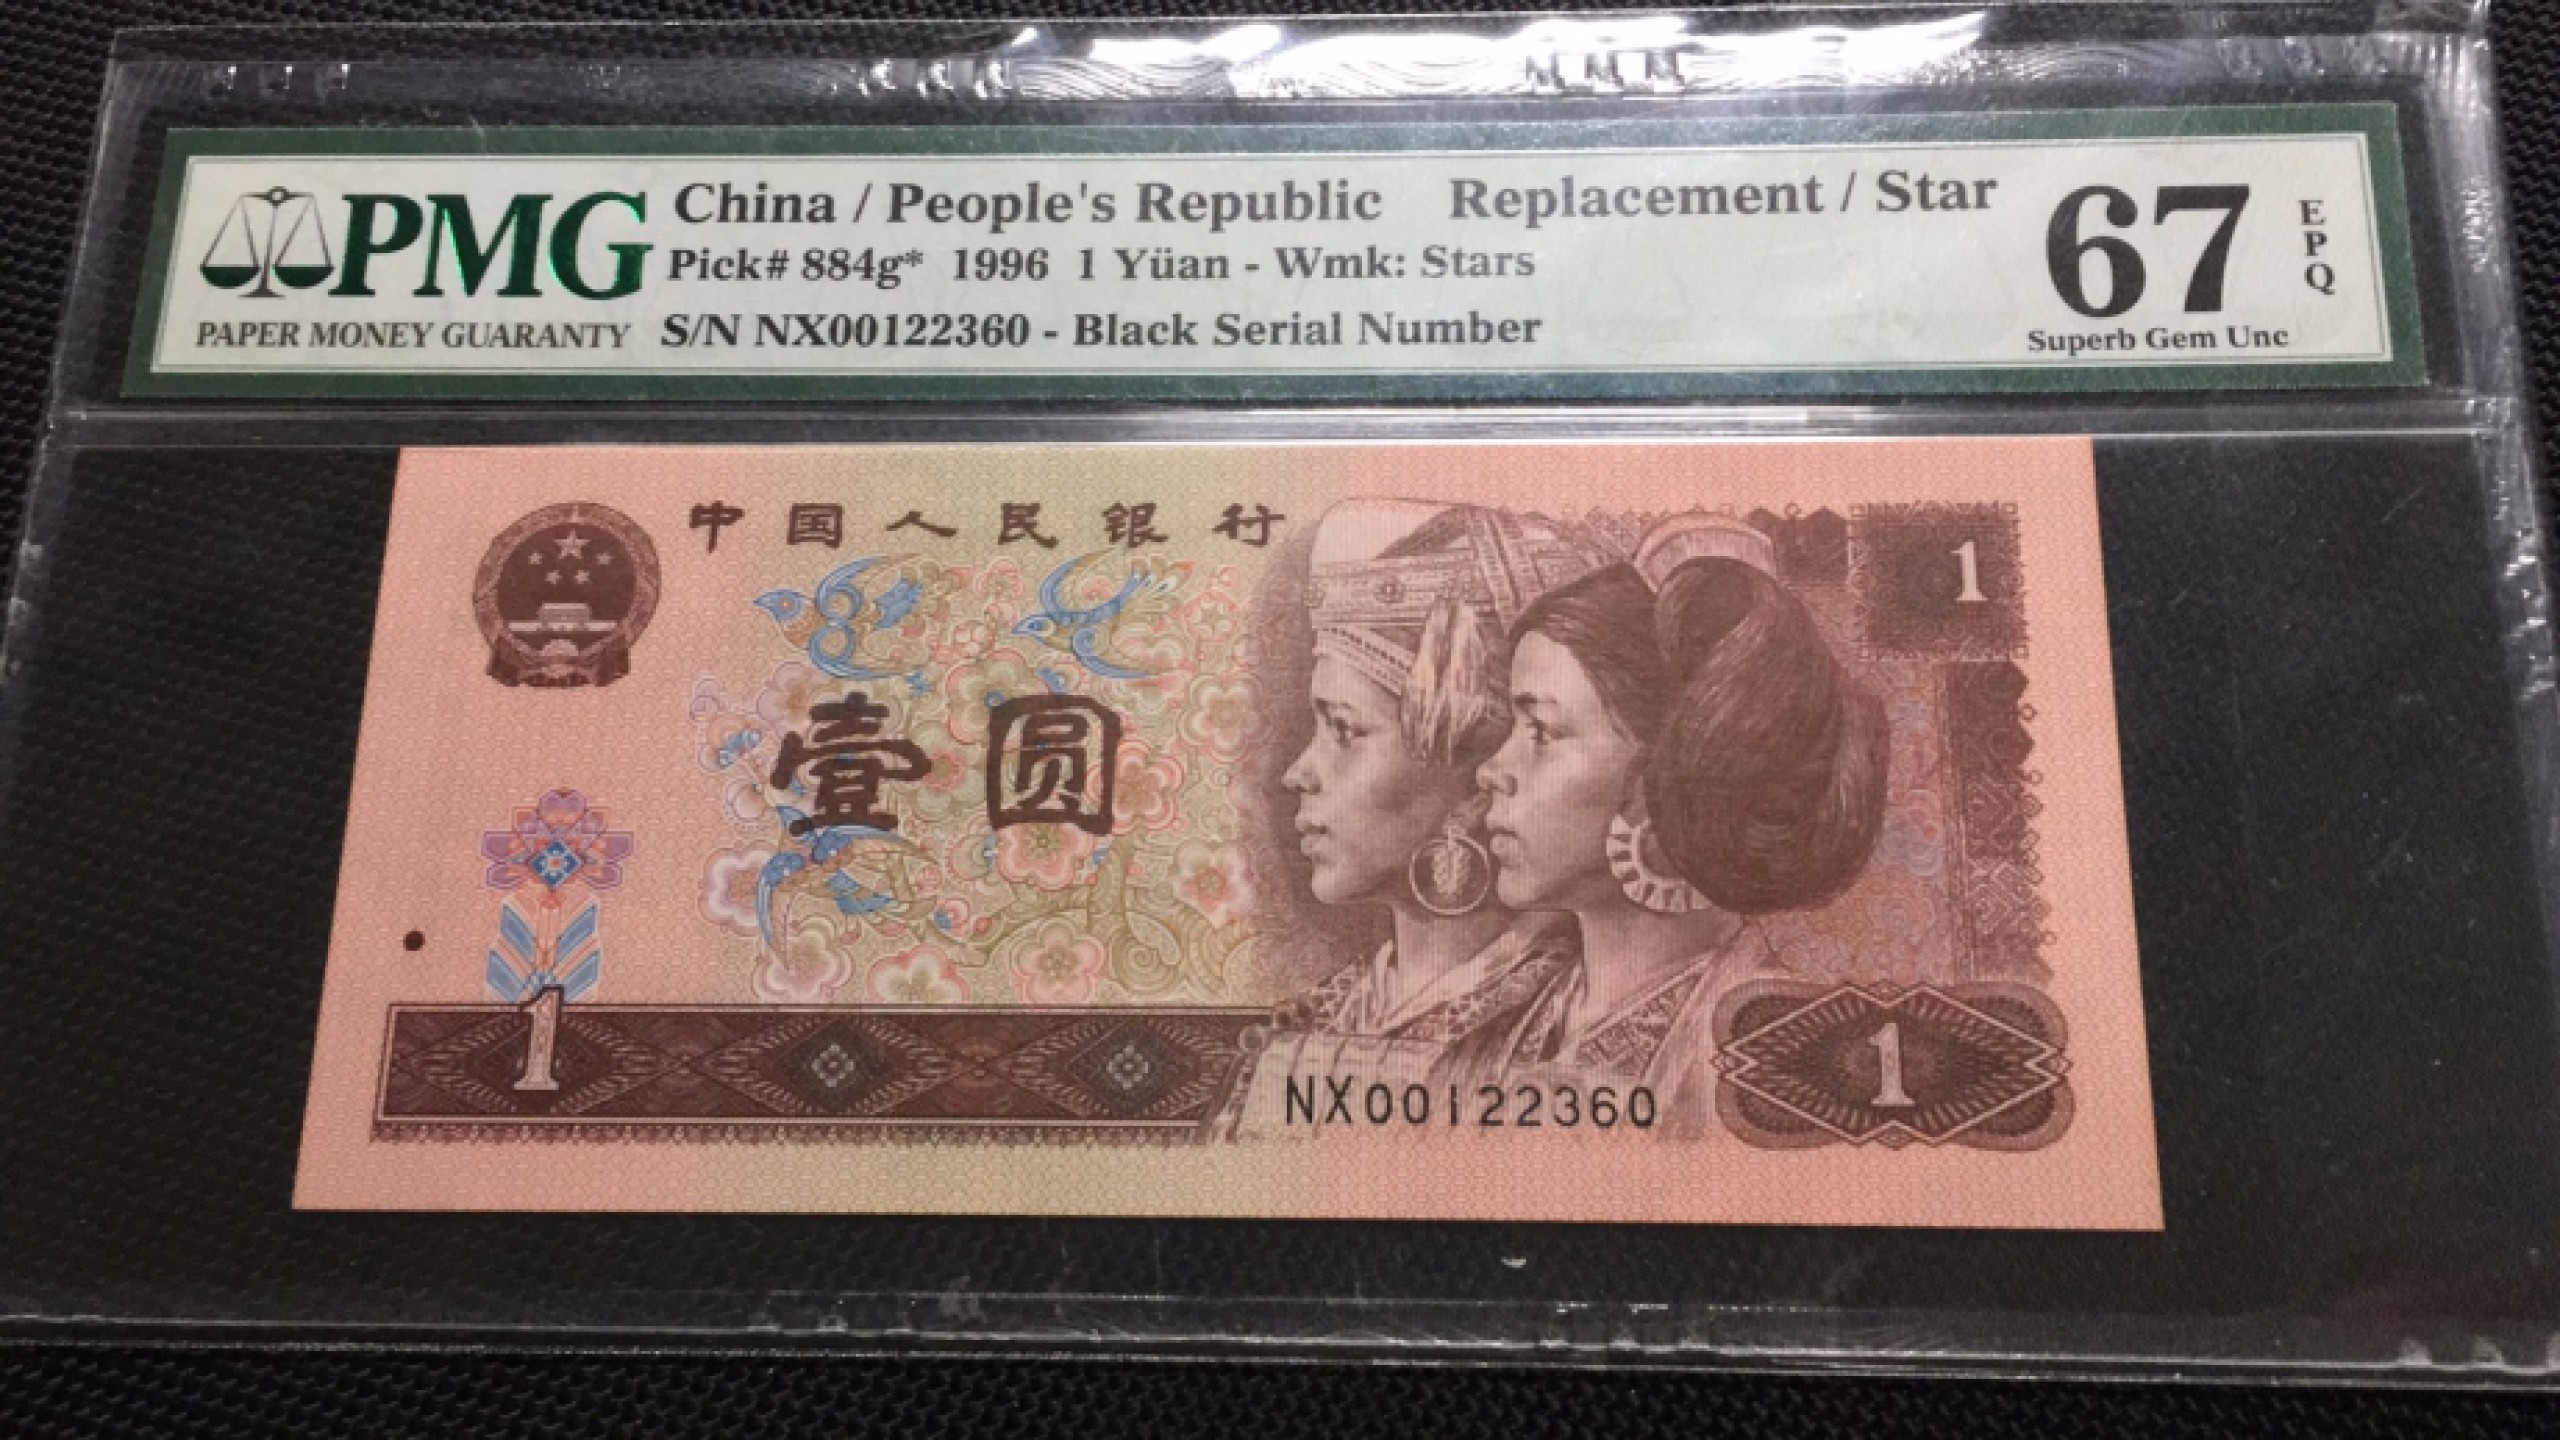 PMG
PAPER MONEY GUARANTY
China / People's Republic Replacement / Star
Pick# 884g* 1996 1 Yüan - Wmk: Stars
S/N NX00122360 - Black Serial Number
67
EPQ
Superb Gem Unc
中国人民银行
1
壹圆
1
NX00122360
1